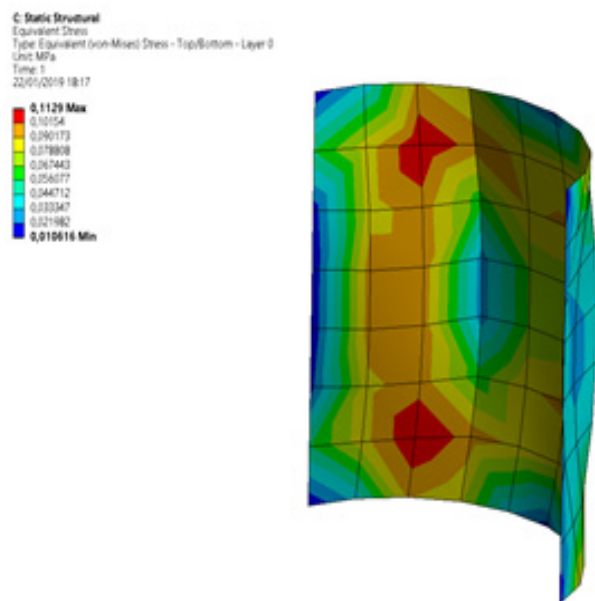 C: Static Structural
Equivalent Stress
Type: Equivalent (von-Mises) Stress - Top/Bottom - Layer 0
Unit: MPa
Time: 1
22/01/2019 18:17
0,1129 Max
0,10154
0,090173
0,078808
0,067443
0,056077
0,044712
0,033347
0,021982
0,010616 Min